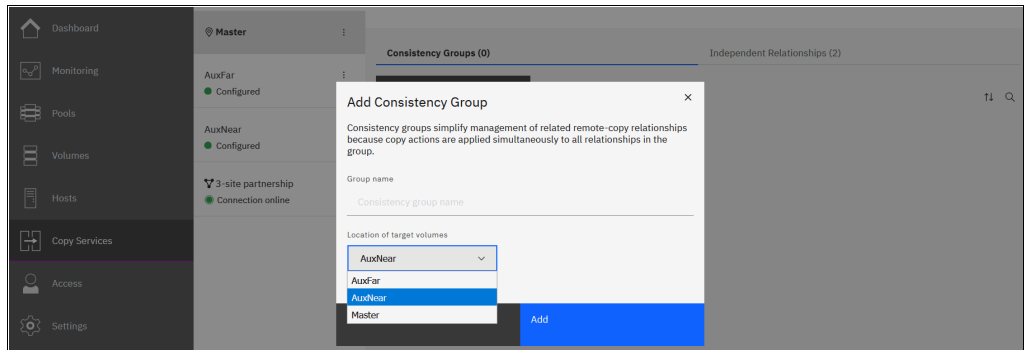 Dashboard
Monitoring
Pools
Volumes
Hosts
Copy Services
Access
Settings
Master
AuxFar
Configured
AuxNear
Configured
3-site partnership
Connection online
Consistency Groups (0)
Independent Relationships (2)
Add Consistency Group
Consistency groups simplify management of related remote-copy relationships
because copy actions are applied simultaneously to all relationships in the
group.
Group name
Consistency group name
Location of target volumes
AuxNear
AuxFar
AuxNear
Master
Add